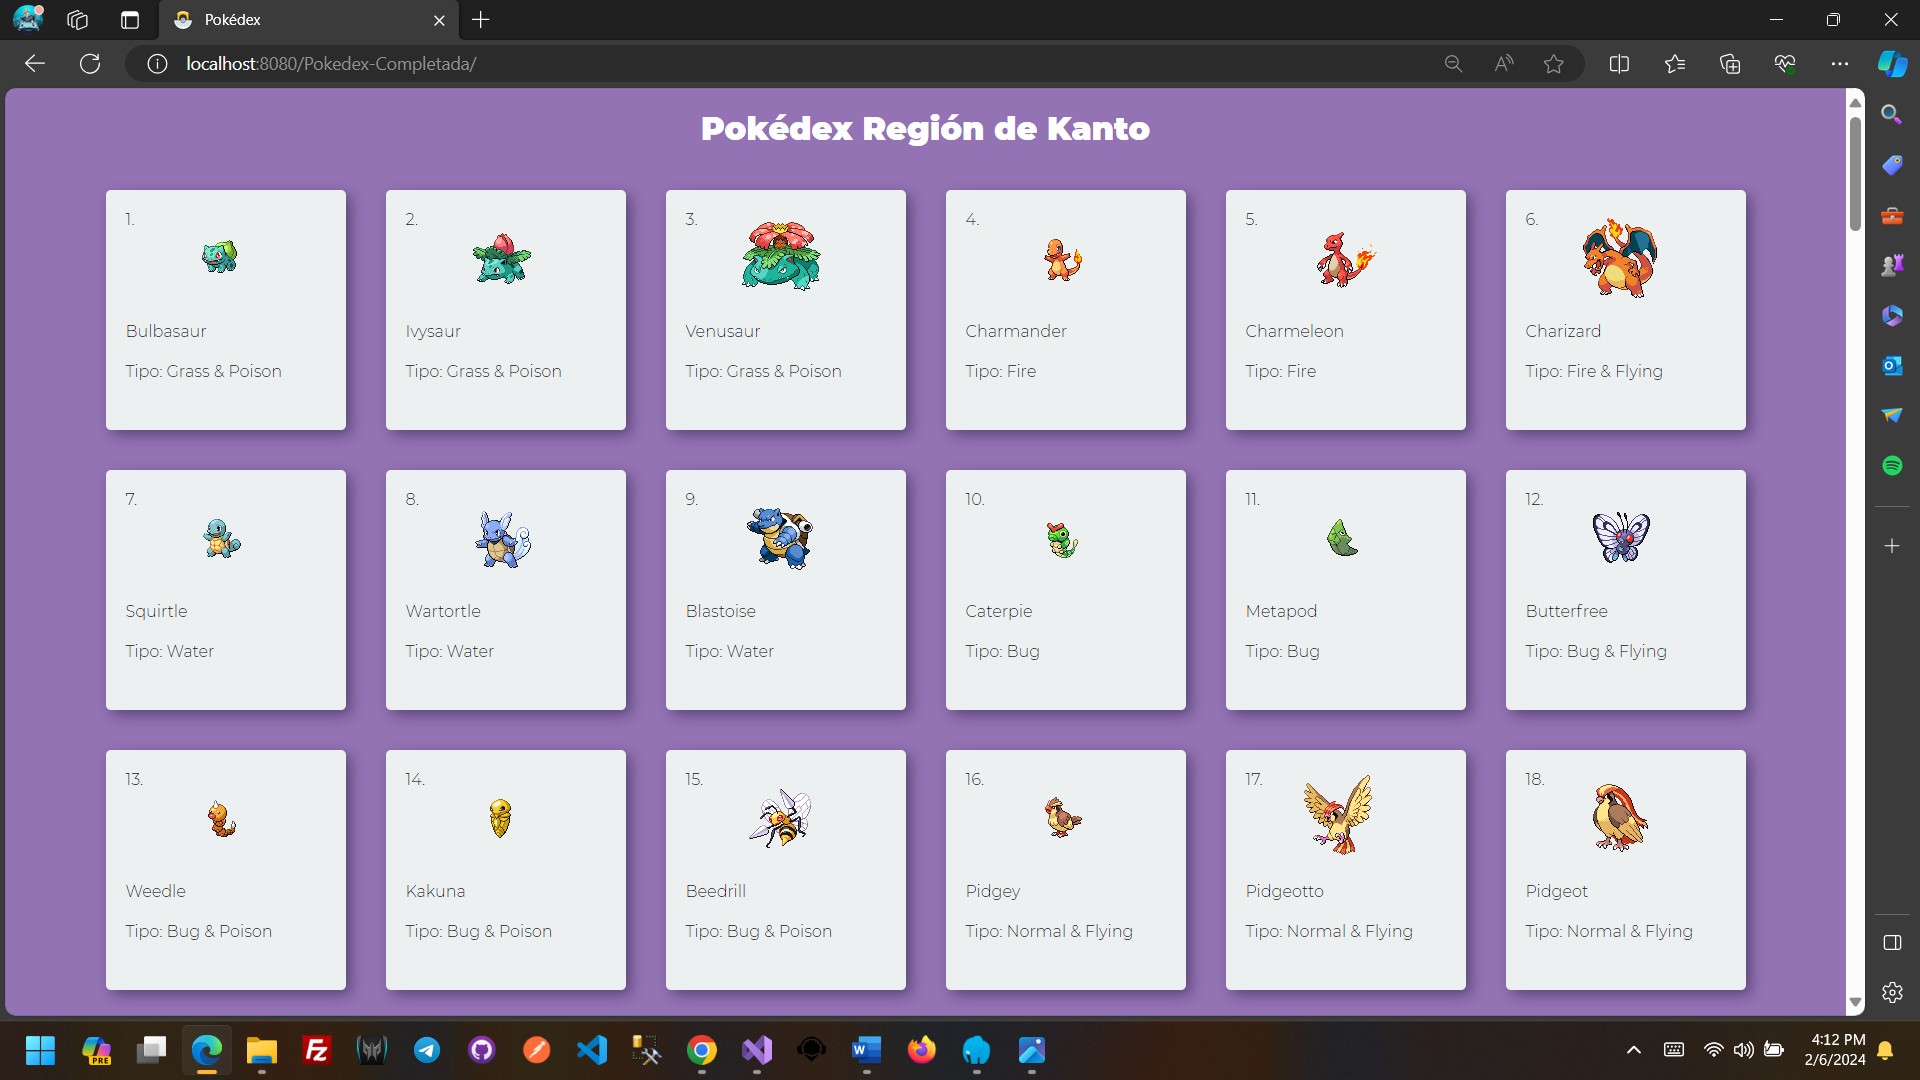 Pokédex
localhost:8080/Pokedex-Completada/
Pokédex Región de Kanto
1.
Bulbasaur
Tipo: Grass & Poison
2.
Ivysaur
Tipo: Grass & Poison
3.
Venusaur
Tipo: Grass & Poison
4.
Charmander
Tipo: Fire
5.
Charmeleon
Tipo: Fire
6.
Charizard
Tipo: Fire & Flying
7.
Squirtle
Tipo: Water
8.
Wartortle
Tipo: Water
9.
Blastoise
Tipo: Water
10.
Caterpie
Tipo: Bug
11.
Metapod
Tipo: Bug
12.
Butterfree
Tipo: Bug & Flying
13.
Weedle
Tipo: Bug & Poison
14.
Kakuna
Tipo: Bug & Poison
15.
Beedrill
Tipo: Bug & Poison
16.
Pidgey
Tipo: Normal & Flying
17.
Pidgeotto
Tipo: Normal & Flying
18.
Pidgeot
Tipo: Normal & Flying
PRE
Fz
W
4:12 PM
2/6/2024